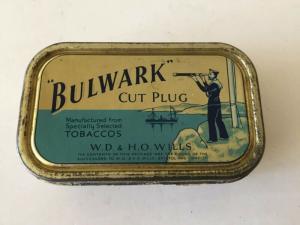 "BULWARK"
CUT PLUG
Manufactured from
Specially Selected
TOBACCOS
W.D. & H.O. WILLS